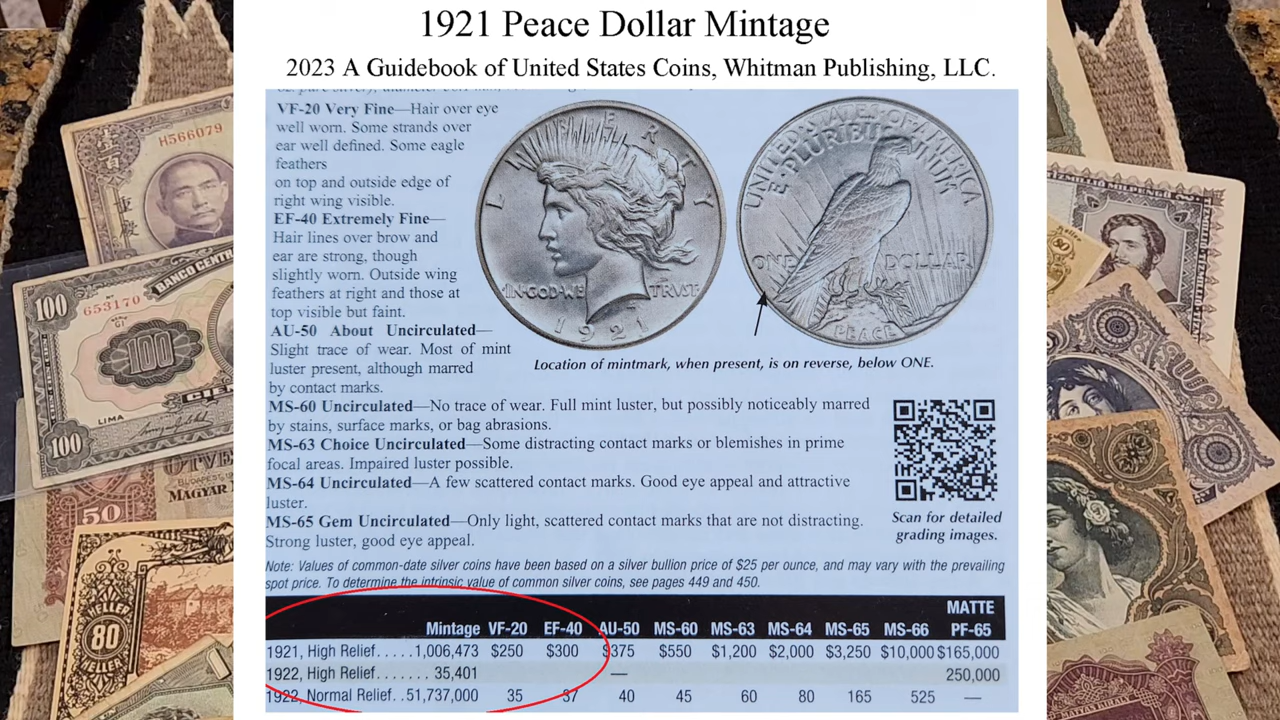 1921 Peace Dollar Mintage
2023 A Guidebook of United States Coins, Whitman Publishing, LLC.
VF-20 Very Fine—Hair over eye
well worn. Some strands over
ear well defined. Some eagle
feathers
on top and outside edge of
right wing visible.
EF-40 Extremely Fine—
Hair lines over brow and
ear are strong, though
slightly worn. Outside wing
feathers at right and those at
top visible but faint.
AU-50 About Uncirculated—
Slight trace of wear. Most of mint
luster present, although marred
by contact marks.
LIBERTY
IN·GOD·WE TRVST
1921
UNITED·STATES·OF·AMERICA
E·PLURIBUS UNUM
ONE DOLLAR
PEACE
Location of mintmark, when present, is on reverse, below ONE.
MS-60 Uncirculated—No trace of wear. Full mint luster, but possibly noticeably marred
by stains, surface marks, or bag abrasions.
MS-63 Choice Uncirculated—Some distracting contact marks or blemishes in prime
focal areas. Impaired luster possible.
MS-64 Uncirculated—A few scattered contact marks. Good eye appeal and attractive
luster.
MS-65 Gem Uncirculated—Only light, scattered contact marks that are not distracting.
Strong luster, good eye appeal.
Scan for detailed
grading images.
Note: Values of common-date silver coins have been based on a silver bullion price of $25 per ounce, and may vary with the prevailing
spot price. To determine the intrinsic value of common silver coins, see pages 449 and 450.
MATTE
Mintage VF-20 EF-40 AU-50 MS-60 MS-63 MS-64 MS-65 MS-66 PF-65
1921, High Relief.....1,006,473 $250 $300 $375 $550 $1,200 $2,000 $3,250 $10,000 $165,000
1922, High Relief....... 35,401 — 250,000
1922, Normal Relief..51,737,000 35 37 40 45 60 80 165 525 —
H566079
100
653170
BANCO CENTR
100
LIMA
100
50
MAGYAR
HELLER
80
HELLER
80